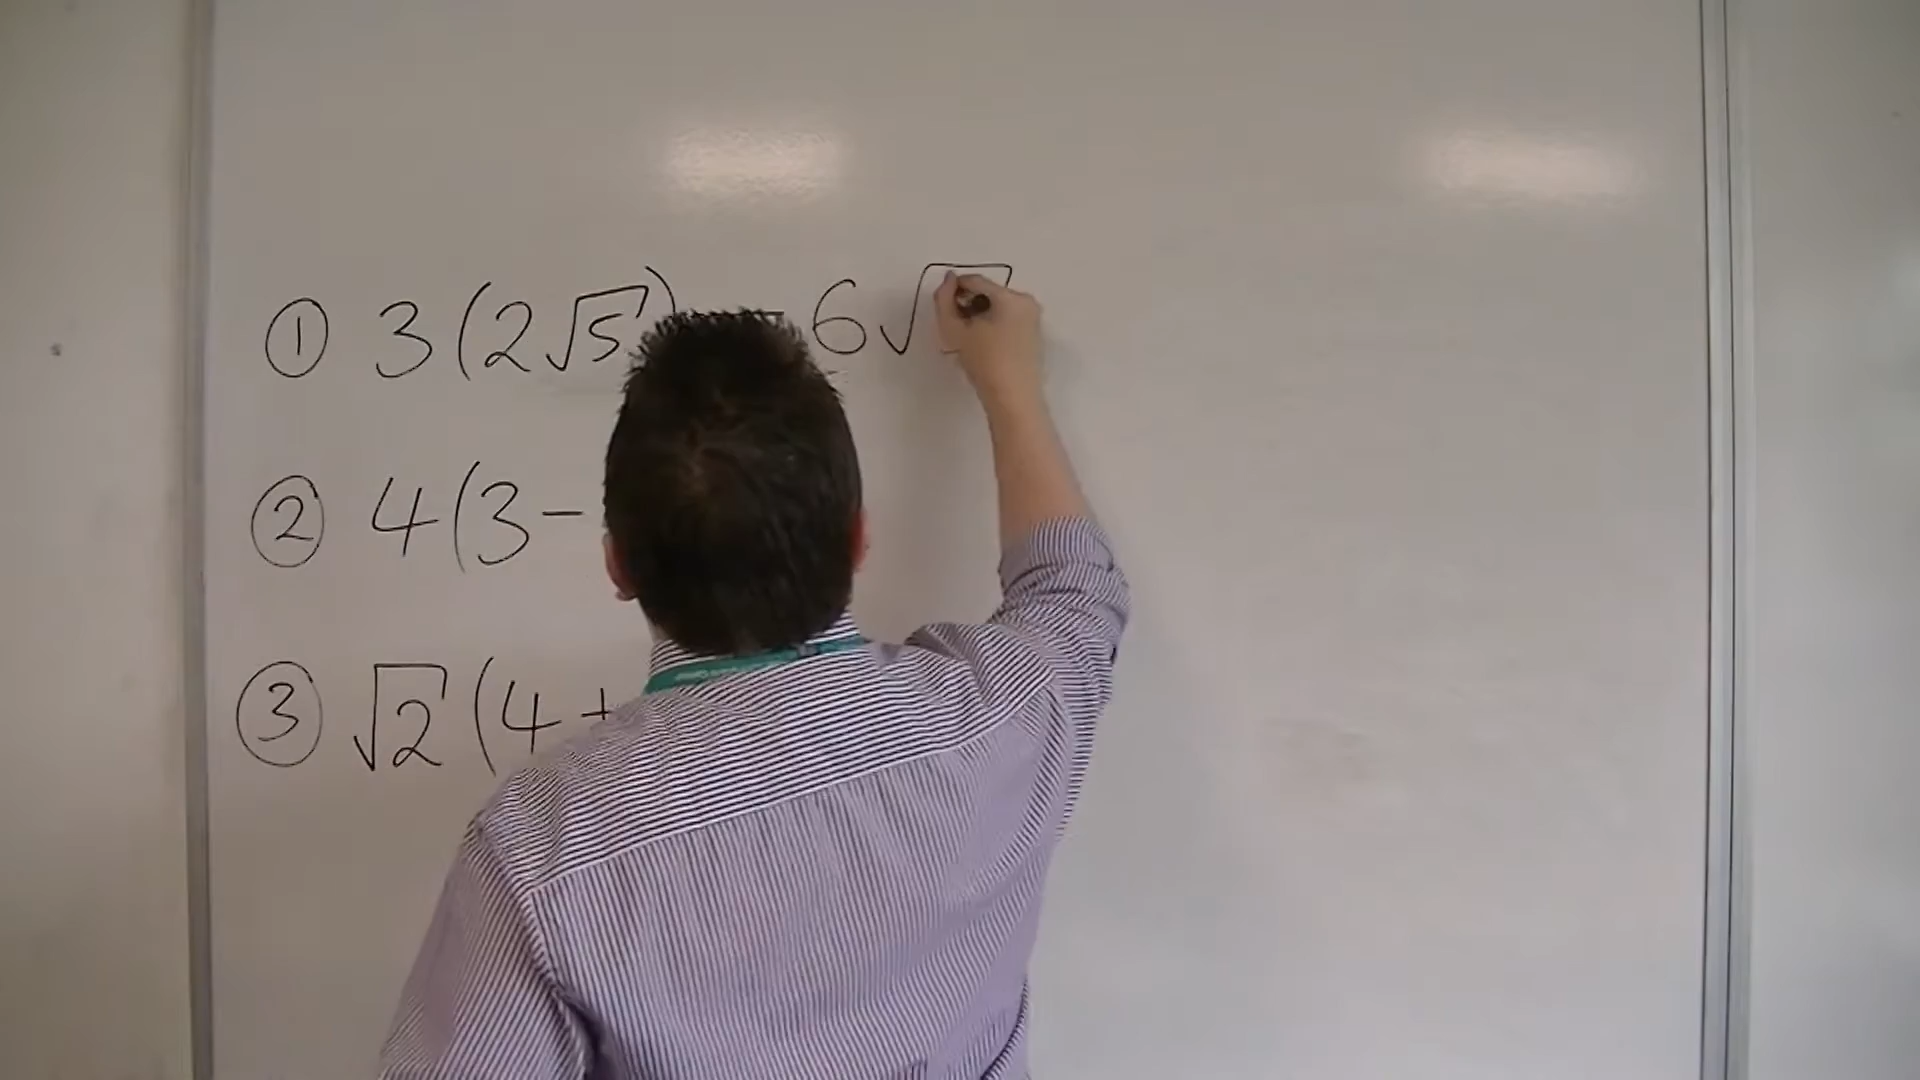 ① 3(2√5) = 6√
② 4(3-
③ √2(4+